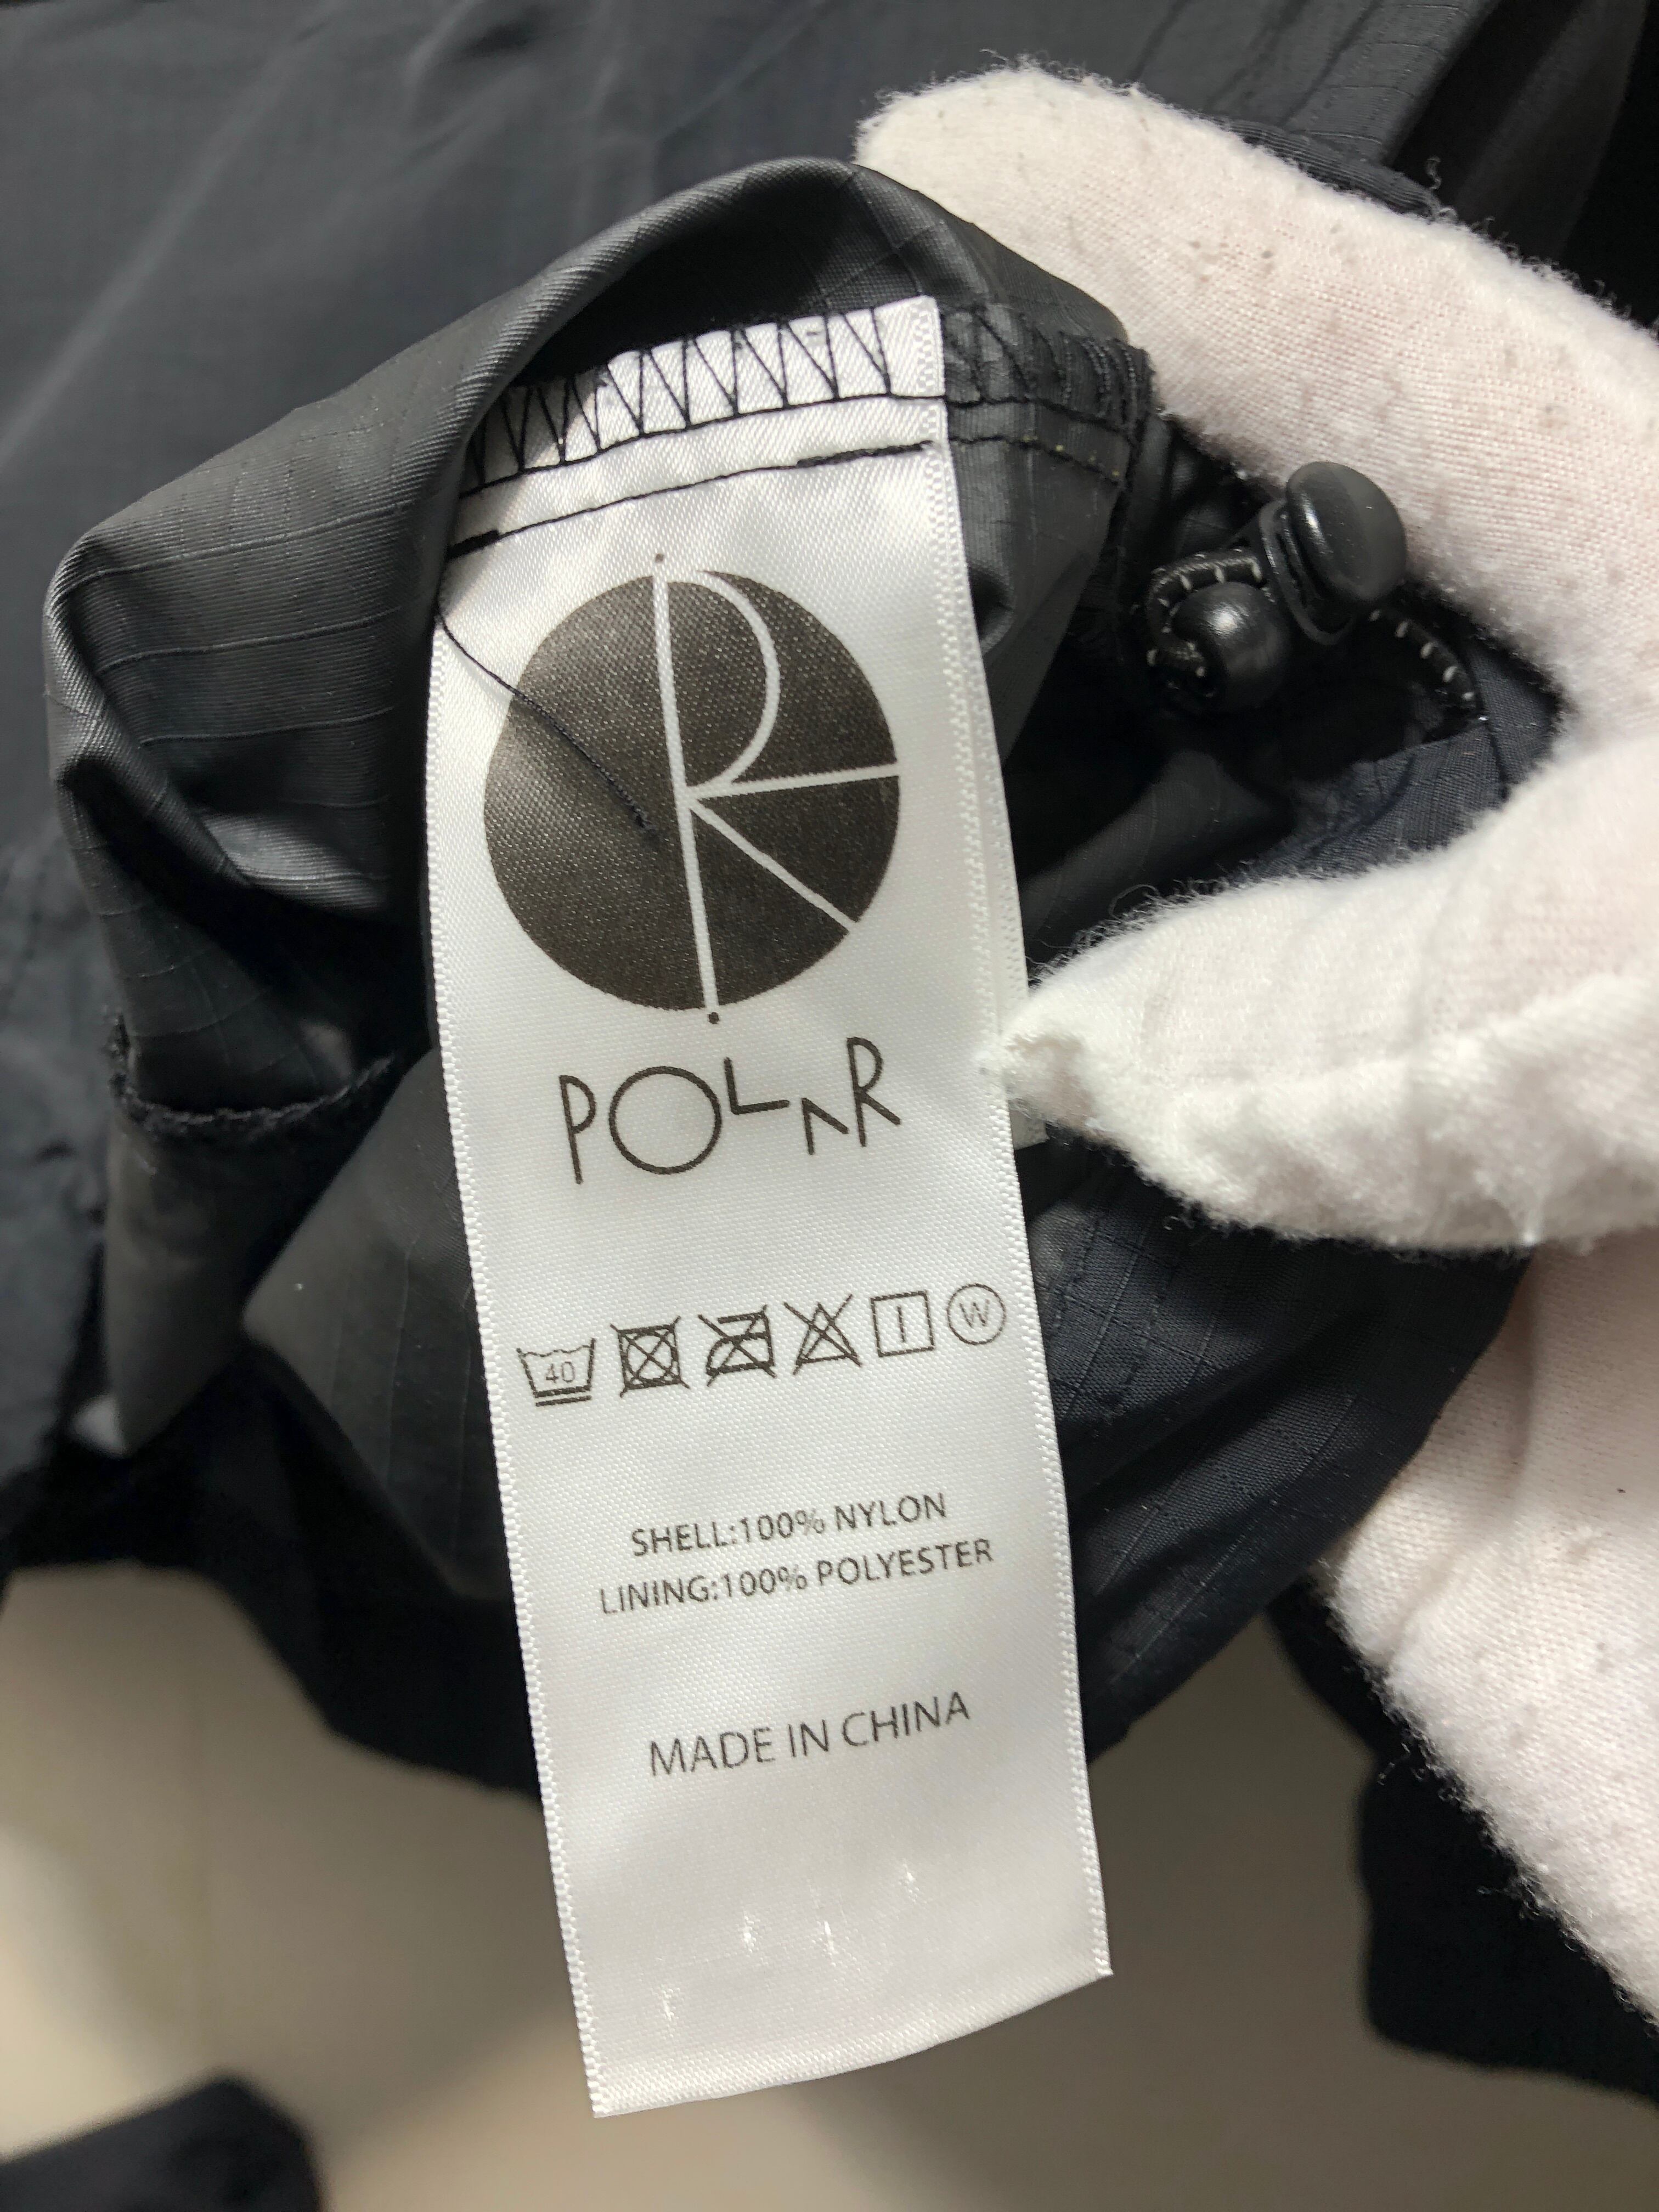 POLAR
40 I W
SHELL:100% NYLON
LINING:100% POLYESTER
MADE IN CHINA